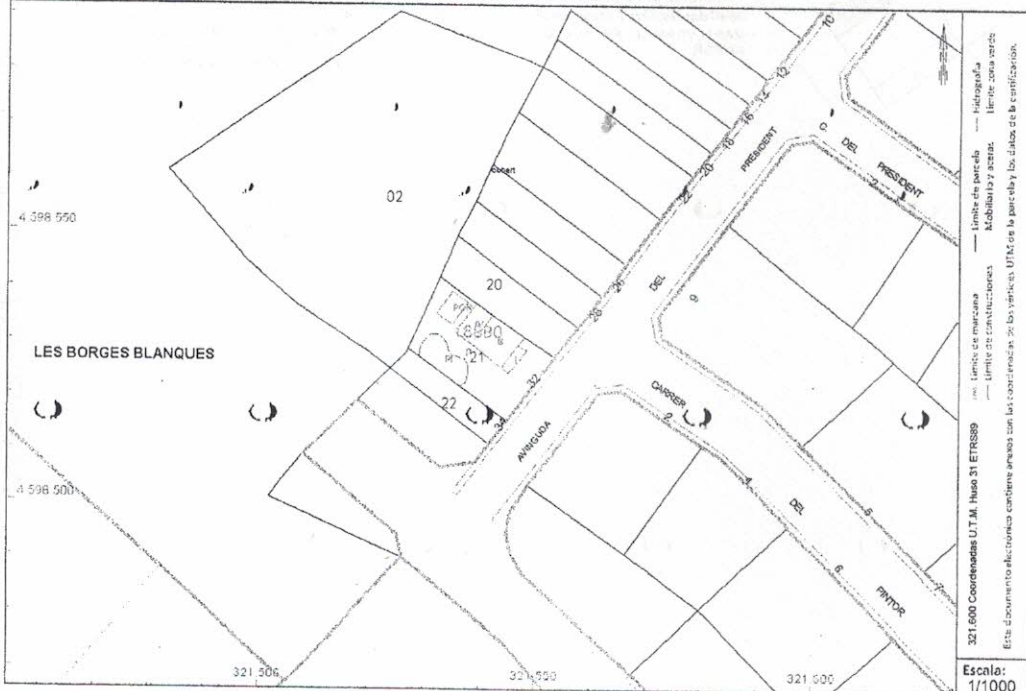 4.598.550
02
20
21
22
LES BORGES BLANQUES
4.598.500
10
12
14
16
18
20
22
26
28
32
34
PRESIDENT
DEL
AVINGUDA
C.
DEL
PRESIDENT
2
9
CARRER
2
4
DEL
6
PINTOR
5
7
321.500
321.550
321.600
321.600 Coordenadas U.T.M. Huso 31 ETRS89
Límite de manzana
Límite de parcela
Hidrografía
Límite de construcciones
Mobiliario y aceras
Límite zona verde
Este documento electrónico contiene anexos con las coordenadas de los vértices UTM de la parcela y los datos de la certificación.
Escala:
1/1000